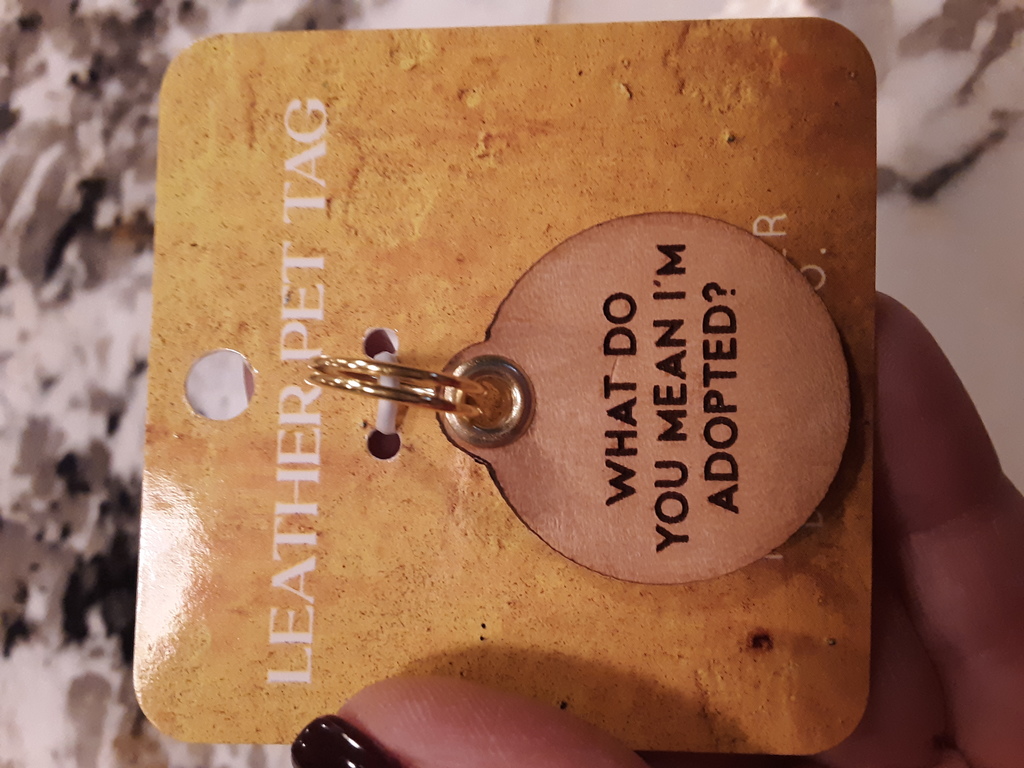 LEATHER PET TAG
WHAT DO
YOU MEAN I'M
ADOPTED?